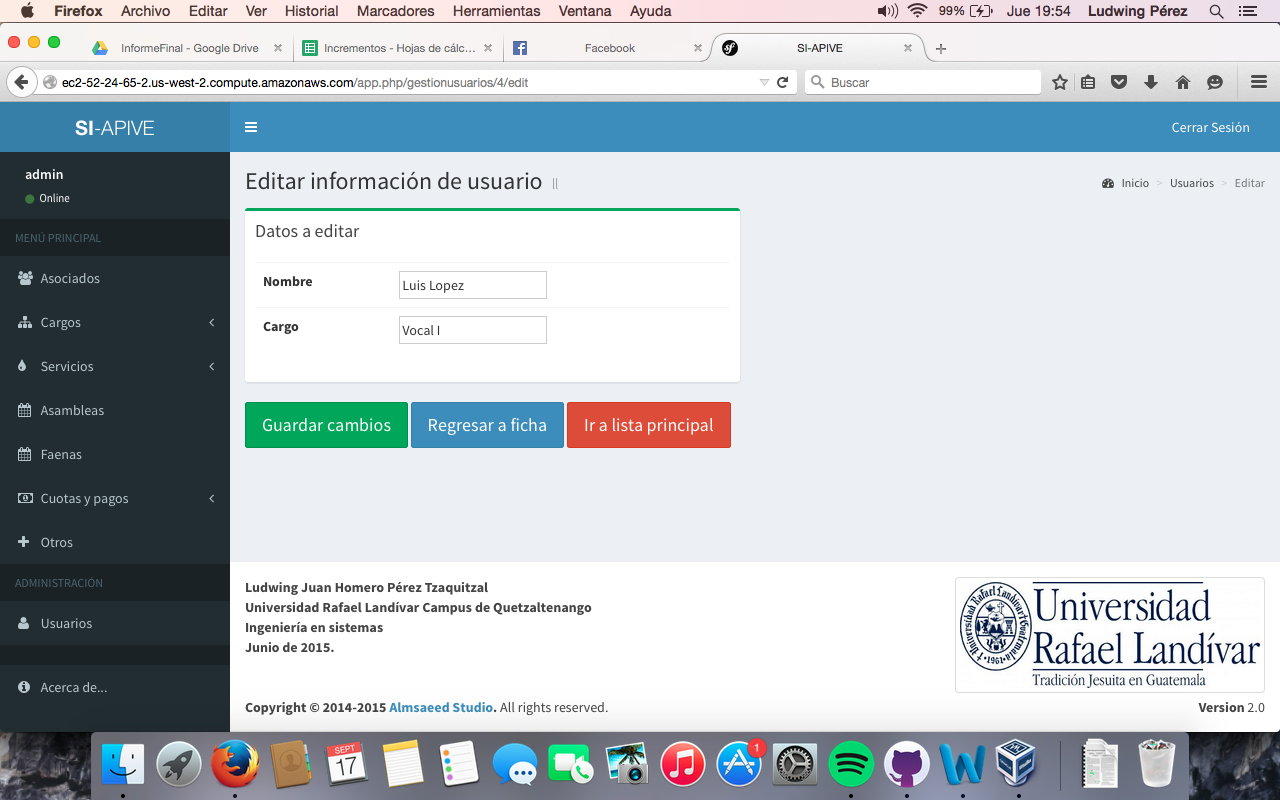 Firefox Archivo Editar Ver Historial Marcadores Herramientas Ventana Ayuda 99% Jue 19:54 Ludwing Pérez
InformeFinal - Google Drive Incrementos - Hojas de cálc... Facebook SI-APIVE
ec2-52-24-65-2.us-west-2.compute.amazonaws.com/app.php/gestionusuarios/4/edit Buscar
SI-APIVE Cerrar Sesión
admin
Online
MENÚ PRINCIPAL
Asociados
Cargos
Servicios
Asambleas
Faenas
Cuotas y pagos
Otros
ADMINISTRACIÓN
Usuarios
Acerca de...
Editar información de usuario ||
Inicio > Usuarios > Editar
Datos a editar
Nombre Luis Lopez
Cargo Vocal I
Guardar cambios Regresar a ficha Ir a lista principal
Ludwing Juan Homero Pérez Tzaquitzal
Universidad Rafael Landívar Campus de Quetzaltenango
Ingeniería en sistemas
Junio de 2015.
Universidad
Rafael Landívar
Tradición Jesuita en Guatemala
Copyright © 2014-2015 Almsaeed Studio. All rights reserved.
Version 2.0
SEPT
17
1